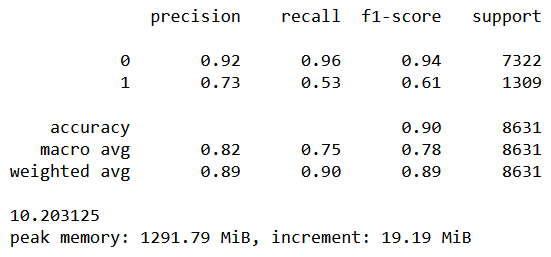 precision recall f1-score support
0 0.92 0.96 0.94 7322
1 0.73 0.53 0.61 1309
accuracy 0.90 8631
macro avg 0.82 0.75 0.78 8631
weighted avg 0.89 0.90 0.89 8631
10.203125
peak memory: 1291.79 MiB, increment: 19.19 MiB